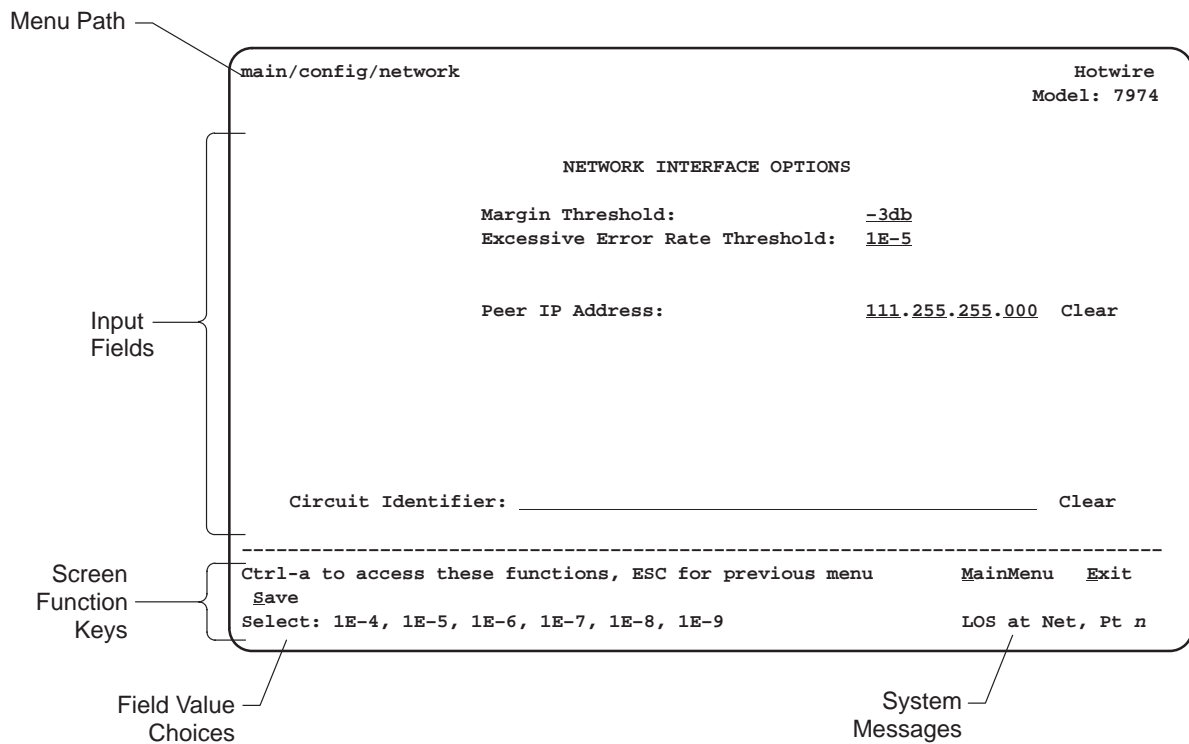 Menu Path
main/config/network Hotwire
Model: 7974
NETWORK INTERFACE OPTIONS
Margin Threshold: -3db
Excessive Error Rate Threshold: 1E-5
Peer IP Address: 111.255.255.000 Clear
Input
Fields
Circuit Identifier: Clear
Screen
Function
Keys
Ctrl-a to access these functions, ESC for previous menu MainMenu Exit
Save
Select: 1E-4, 1E-5, 1E-6, 1E-7, 1E-8, 1E-9 LOS at Net, Pt n
Field Value
Choices
System
Messages